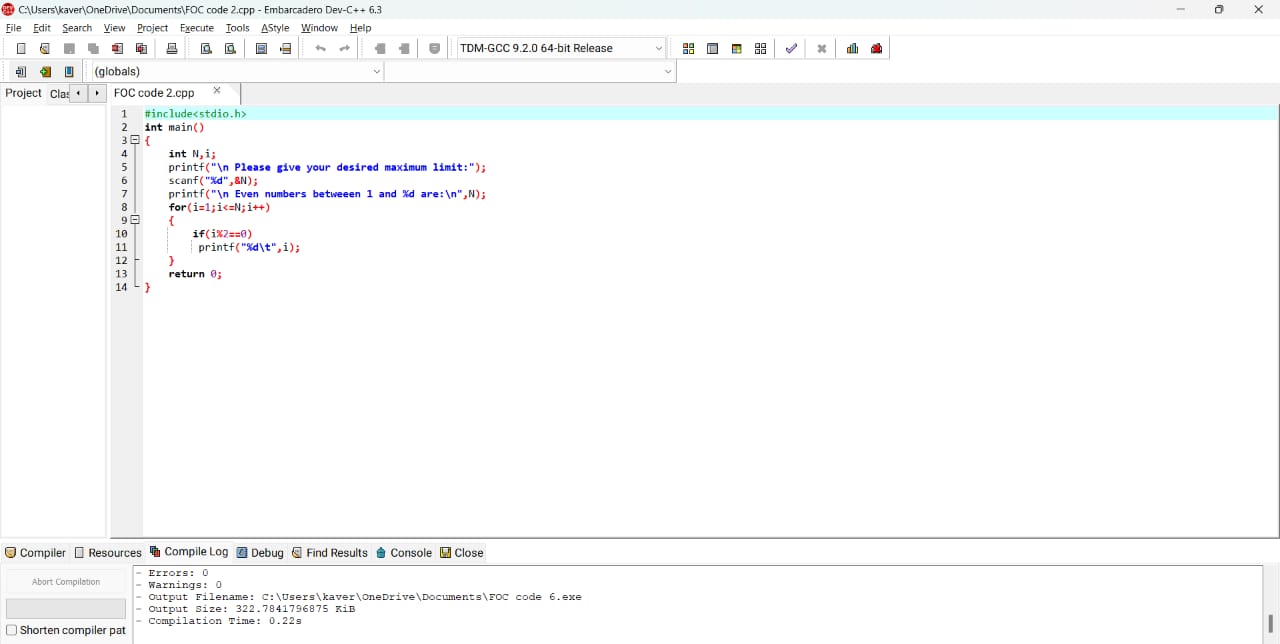 C:\Users\kaver\OneDrive\Documents\FOC code 2.cpp - Embarcadero Dev-C++ 6.3
File Edit Search View Project Execute Tools AStyle Window Help
TDM-GCC 9.2.0 64-bit Release
(globals)
Project Clas FOC code 2.cpp
1 #include<stdio.h>
2 int main()
3 {
4 int N,i;
5 printf("\n Please give your desired maximum limit:");
6 scanf("%d",&N);
7 printf("\n Even numbers betweeen 1 and %d are:\n",N);
8 for(i=1;i<=N;i++)
9 {
10 if(i%2==0)
11 printf("%d\t",i);
12 }
13 return 0;
14 }
Compiler Resources Compile Log Debug Find Results Console Close
Abort Compilation
Shorten compiler pat
- Errors: 0
- Warnings: 0
- Output Filename: C:\Users\kaver\OneDrive\Documents\FOC code 6.exe
- Output Size: 322.7841796875 KiB
- Compilation Time: 0.22s